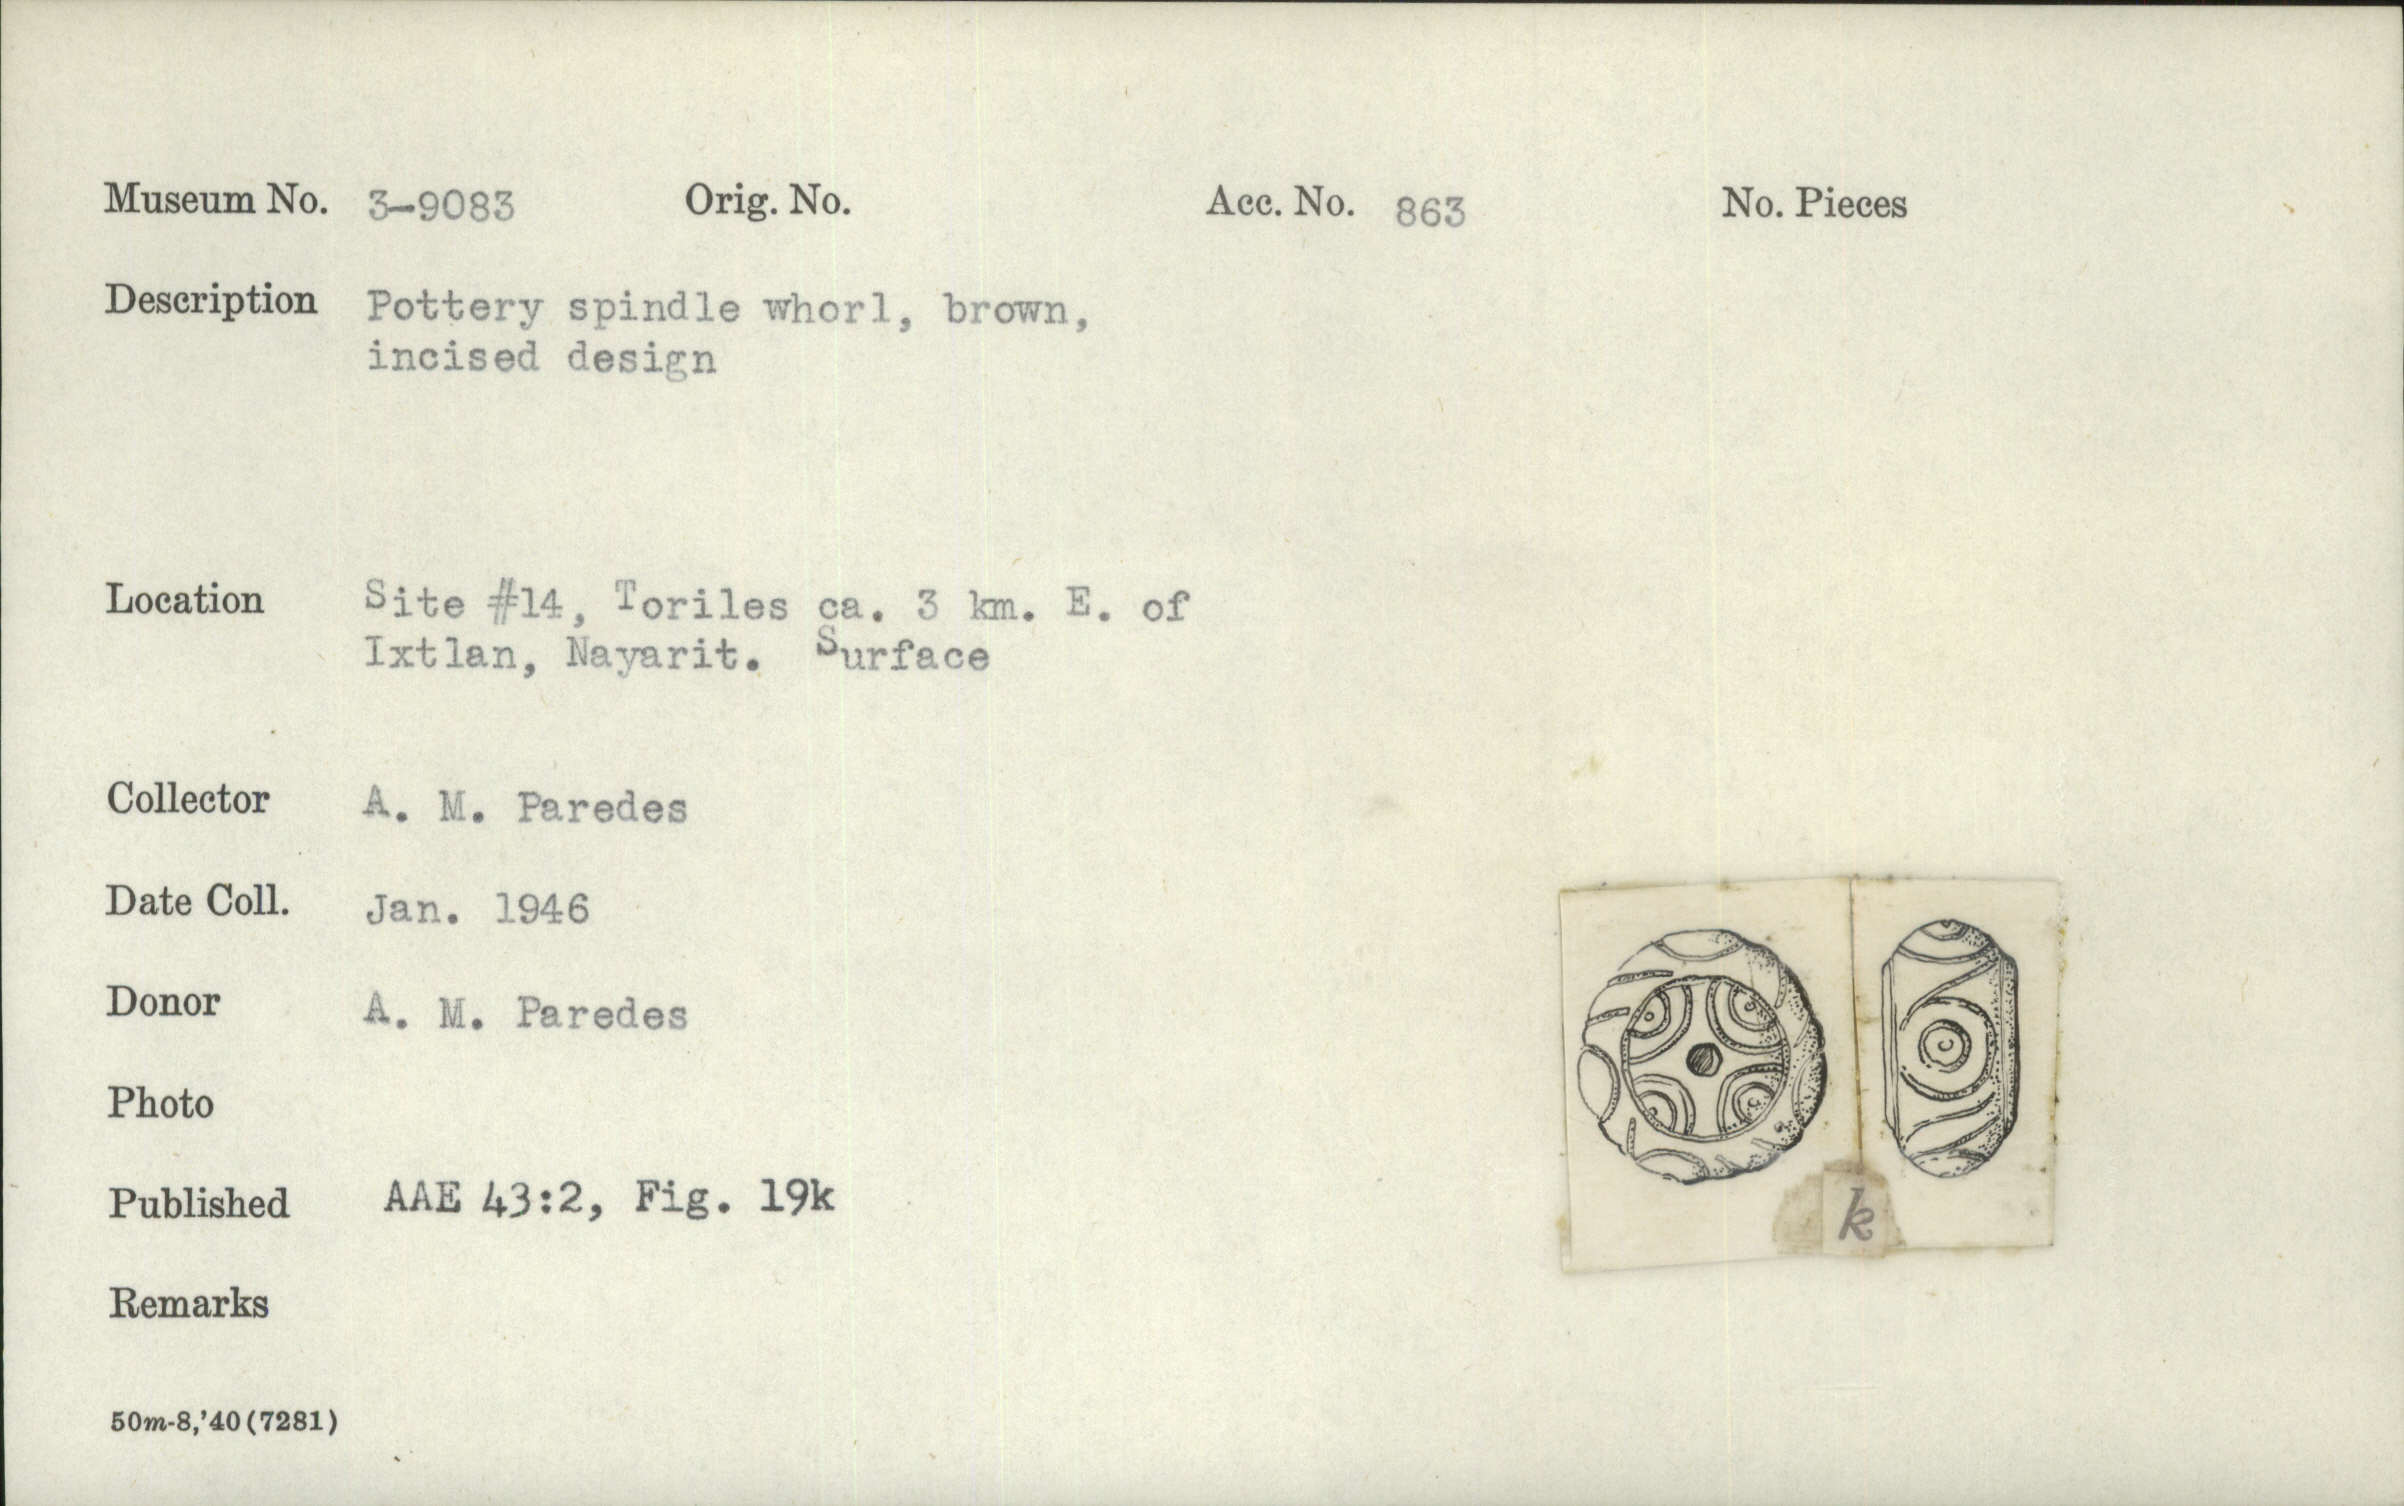 Museum No. 3-9083 Orig. No. Acc. No. 863 No. Pieces
Description Pottery spindle whorl, brown,
incised design
Location Site #14, Toriles ca. 3 km. E. of
Ixtlan, Nayarit. Surface
Collector A. M. Paredes
Date Coll. Jan. 1946
Donor A. M. Paredes
Photo
Published AAE 43:2, Fig. 19k
k
Remarks
50m-8,'40(7281)